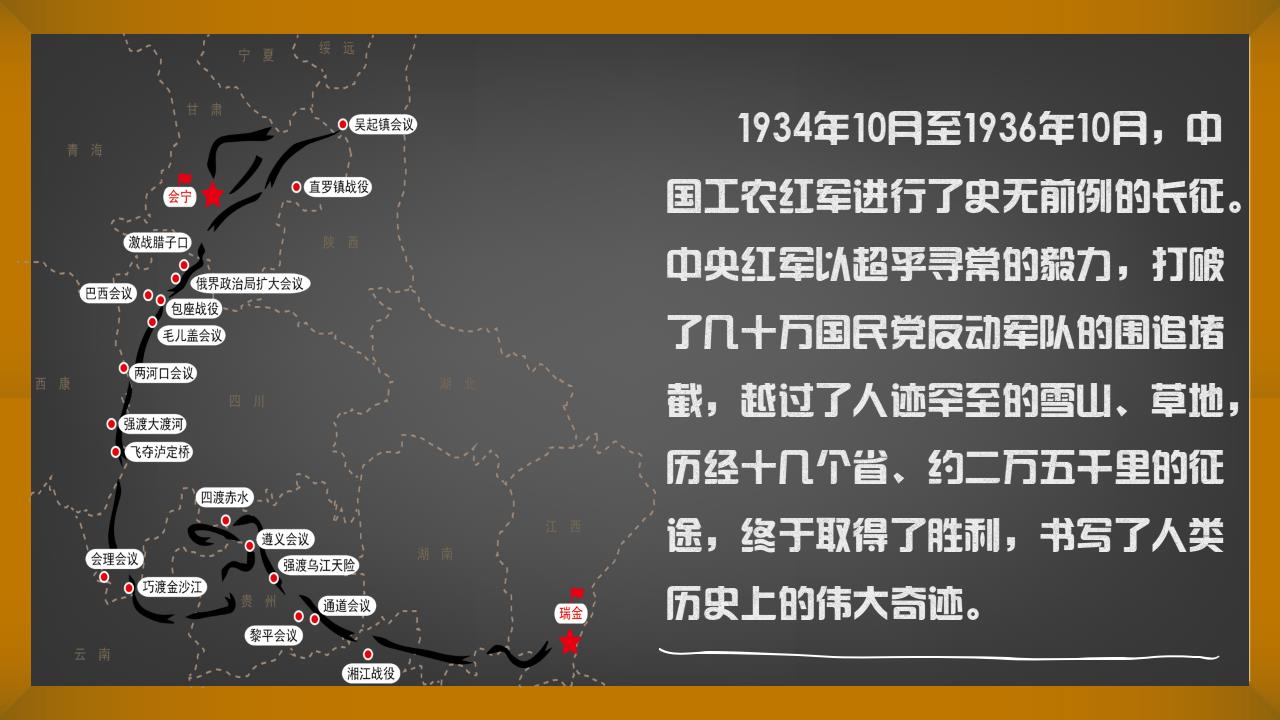 宁 夏
绥 远
甘 肃
吴起镇会议
青 海
直罗镇战役
会宁
激战腊子口
陕 西
俄界政治局扩大会议
巴西会议
包座战役
毛儿盖会议
两河口会议
西 康
湖 北
四 川
强渡大渡河
飞夺泸定桥
四渡赤水
江 西
遵义会议
湖 南
会理会议
强渡乌江天险
巧渡金沙江
贵 州
通道会议
瑞金
黎平会议
云 南
湘江战役
1934年10月至1936年10月，中
国工农红军进行了史无前例的长征。
中央红军以超乎寻常的毅力，打破
了几十万国民党反动军队的围追堵
截，越过了人迹罕至的雪山、草地，
历经十几个省、约二万五千里的征
途，终于取得了胜利，书写了人类
历史上的伟大奇迹。